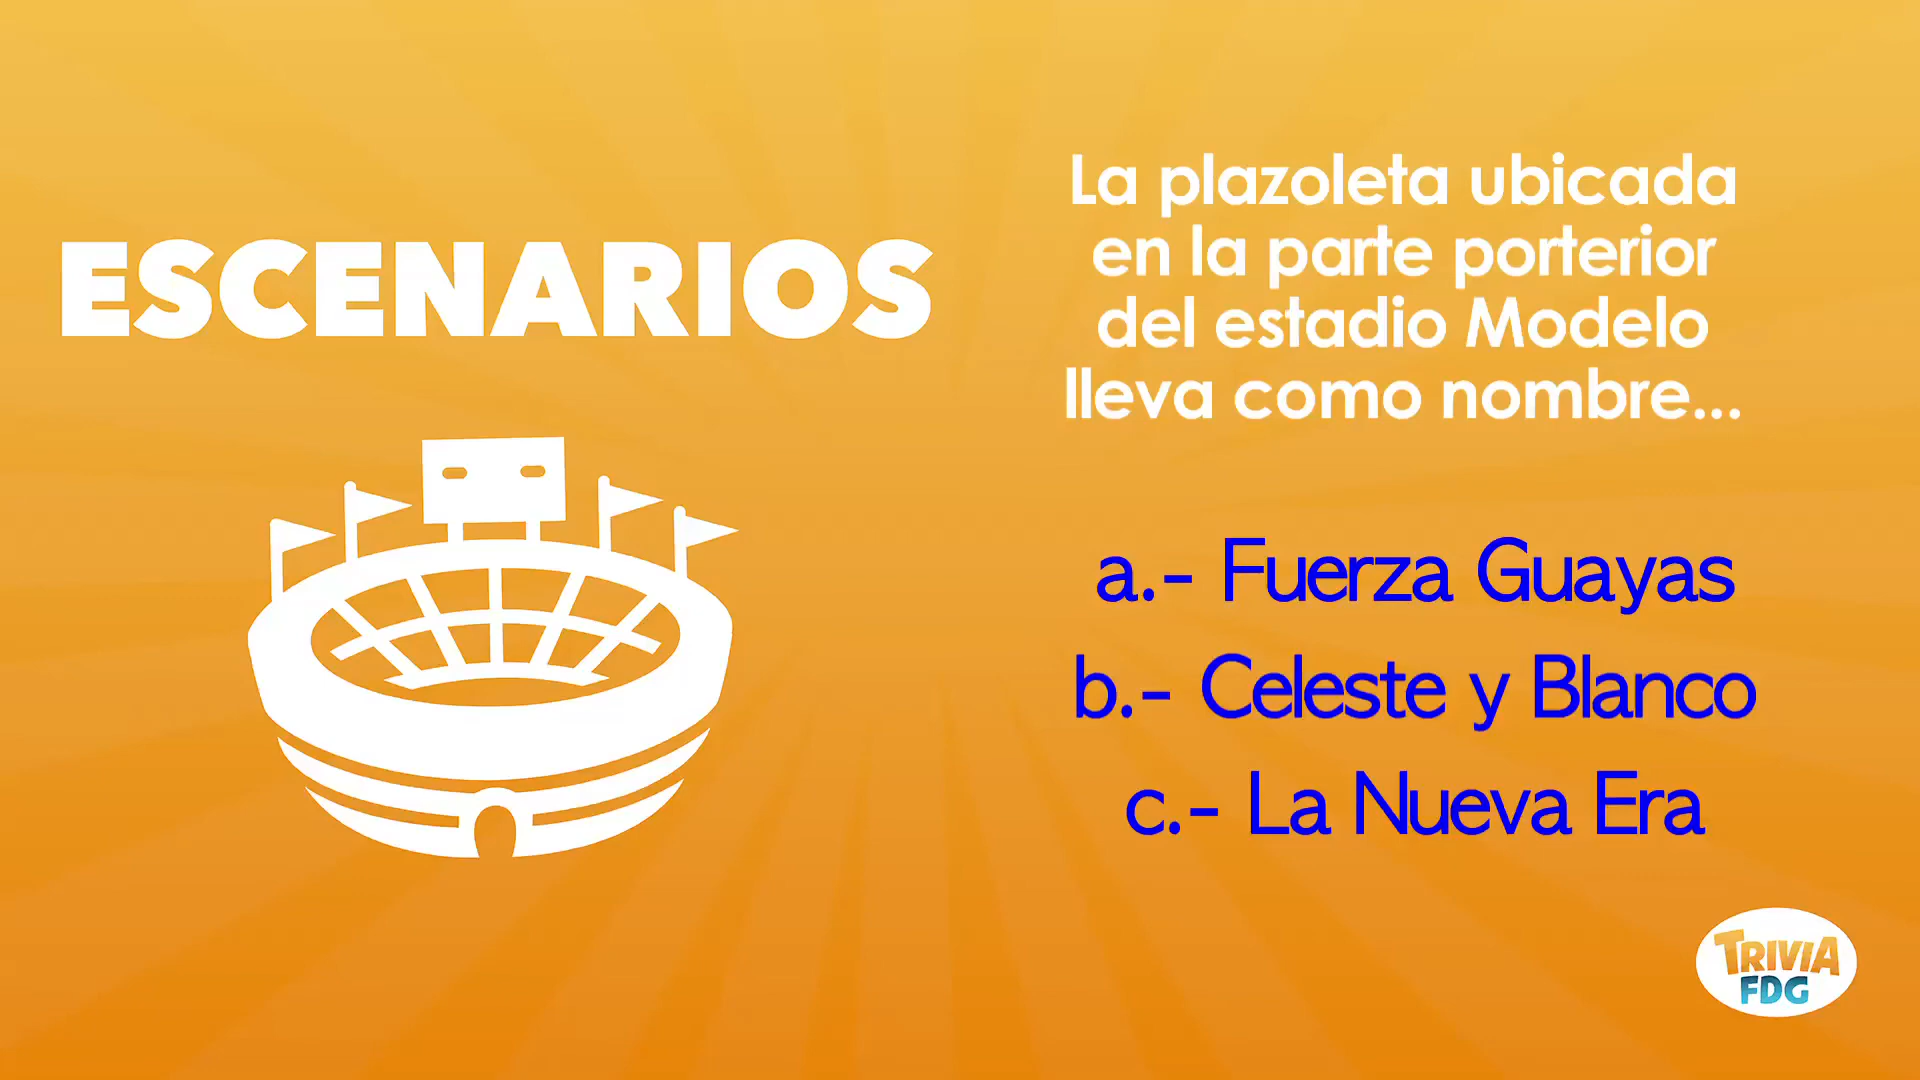 ESCENARIOS
La plazoleta ubicada
en la parte porterior
del estadio Modelo
lleva como nombre...
a.- Fuerza Guayas
b.- Celeste y Blanco
c.- La Nueva Era
TRIVIA
FDG